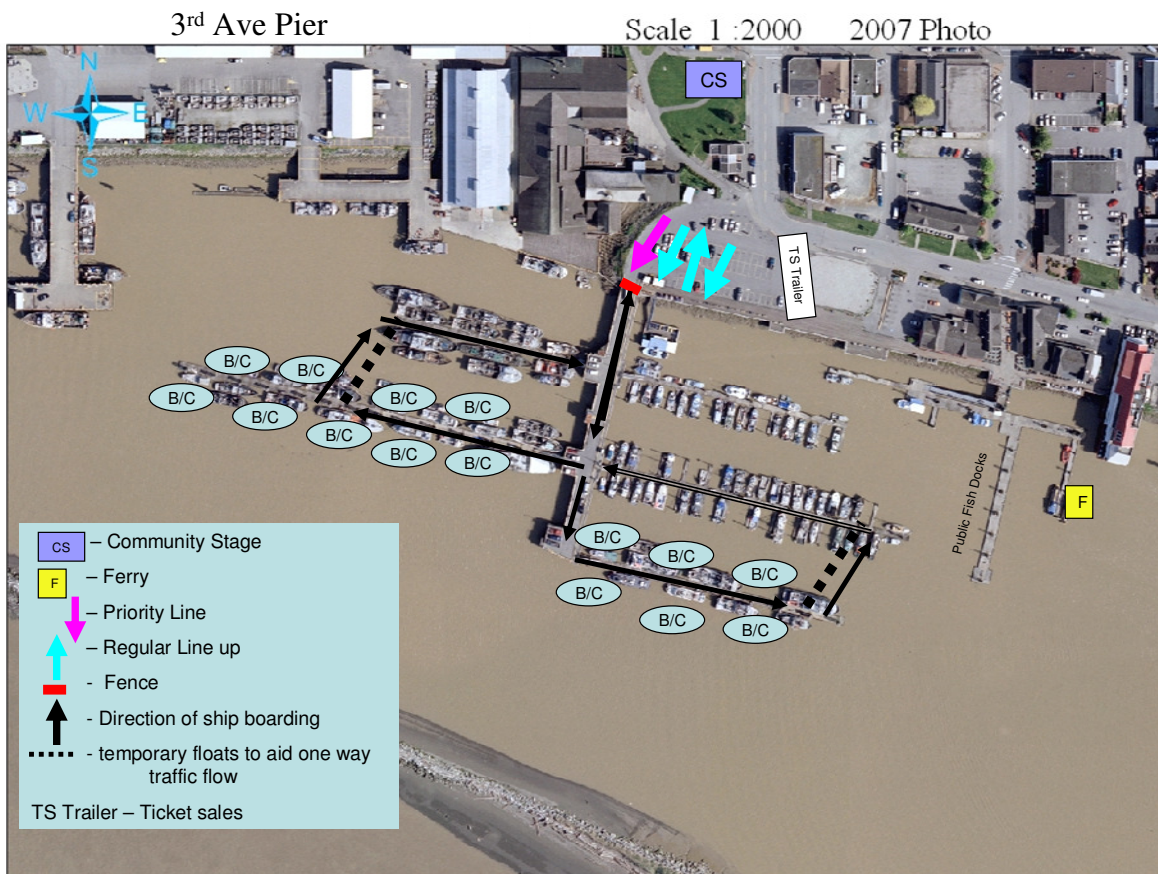 3rd Ave Pier
Scale 1 :2000 2007 Photo
N
W E
S
CS
TS Trailer
B/C
B/C
B/C
B/C
B/C
B/C
B/C
B/C
B/C
Public Fish Docks
F
B/C
B/C
B/C
B/C
B/C
B/C
CS – Community Stage
F – Ferry
– Priority Line
– Regular Line up
- Fence
- Direction of ship boarding
- temporary floats to aid one way
traffic flow
TS Trailer – Ticket sales